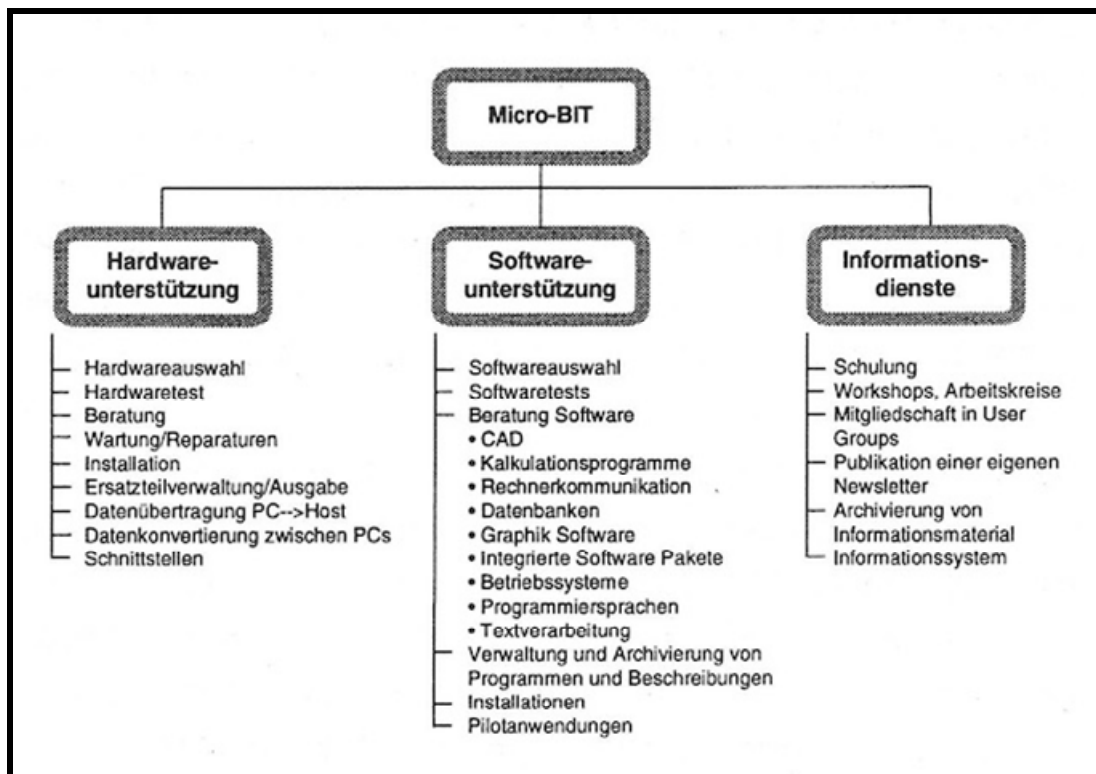 Micro-BIT
Hardware-
unterstützung
Hardwareauswahl
Hardwaretest
Beratung
Wartung/Reparaturen
Installation
Ersatzteilverwaltung/Ausgabe
Datenübertragung PC-->Host
Datenkonvertierung zwischen PCs
Schnittstellen
Software-
unterstützung
Softwareauswahl
Softwaretests
Beratung Software
• CAD
• Kalkulationsprogramme
• Rechnerkommunikation
• Datenbanken
• Graphik Software
• Integrierte Software Pakete
• Betriebssysteme
• Programmiersprachen
• Textverarbeitung
Verwaltung und Archivierung von
Programmen und Beschreibungen
Installationen
Pilotanwendungen
Informations-
dienste
Schulung
Workshops, Arbeitskreise
Mitgliedschaft in User
Groups
Publikation einer eigenen
Newsletter
Archivierung von
Informationsmaterial
Informationssystem